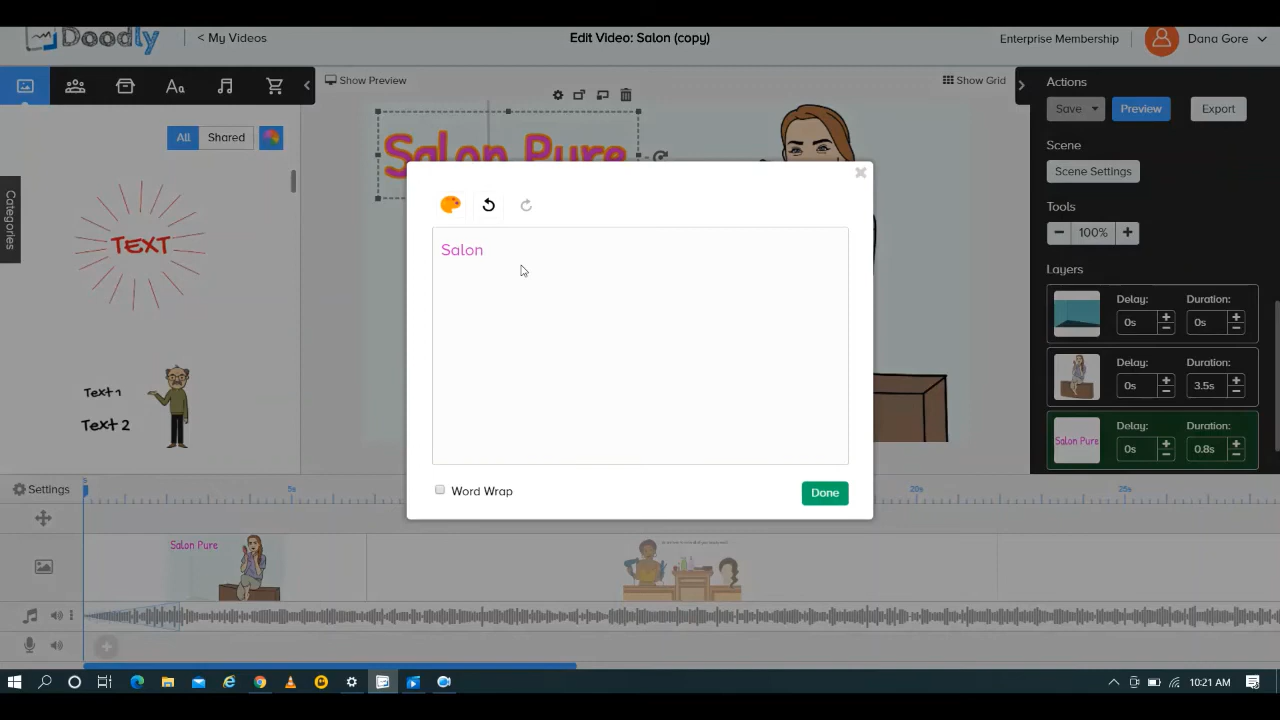 Doodly
< My Videos
Edit Video: Salon (copy)
Enterprise Membership
Dana Gore
Show Preview
Show Grid
Actions
Save
Preview
Export
All
Shared
Scene
Scene Settings
Categories
Tools
100%
Layers
Delay:
Duration:
0s
0s
Delay:
Duration:
0s
3.5s
Salon Pure
Delay:
Duration:
0s
0.8s
TEXT
Text 1
Text 2
Salon Pure
Salon
Word Wrap
Done
Settings
5s
20s
25s
Salon Pure
10:21 AM